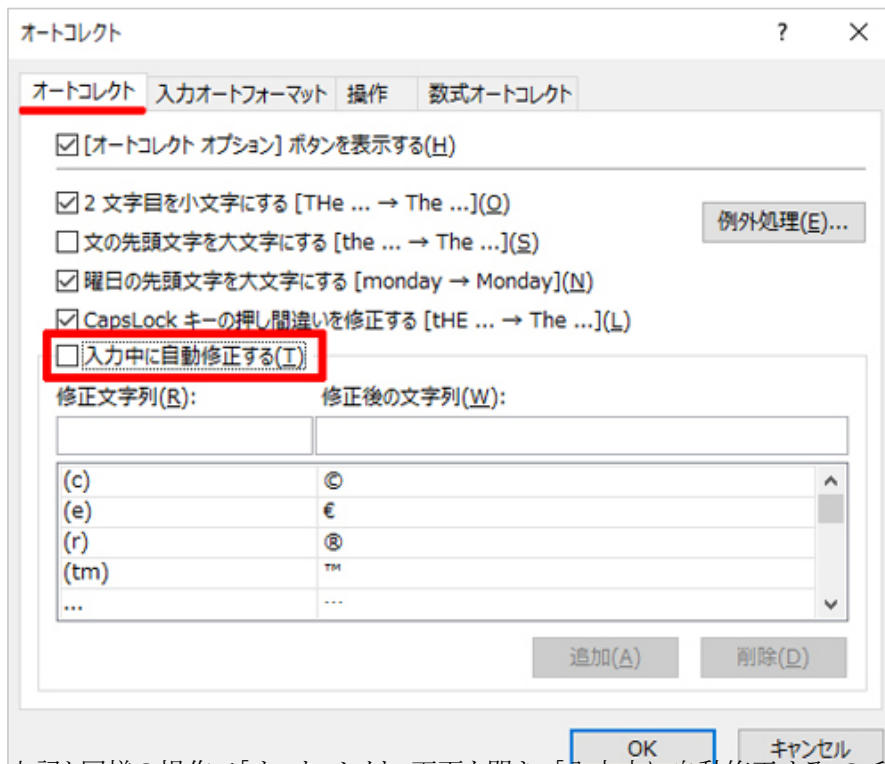 オートコレクト ? ×
オートコレクト 入力オートフォーマット 操作 数式オートコレクト
[オートコレクト オプション] ボタンを表示する(H)
2 文字目を小文字にする [THe ... → The ...](O)
例外処理(E)...
文の先頭文字を大文字にする [the ... → The ...](S)
曜日の先頭文字を大文字にする [monday → Monday](N)
CapsLock キーの押し間違いを修正する [tHE ... → The ...](L)
入力中に自動修正する(T)
修正文字列(R): 修正後の文字列(W):
(c) ©
(e) €
(r) ®
(tm) ™
... …
追加(A) 削除(D)
OK キャンセル